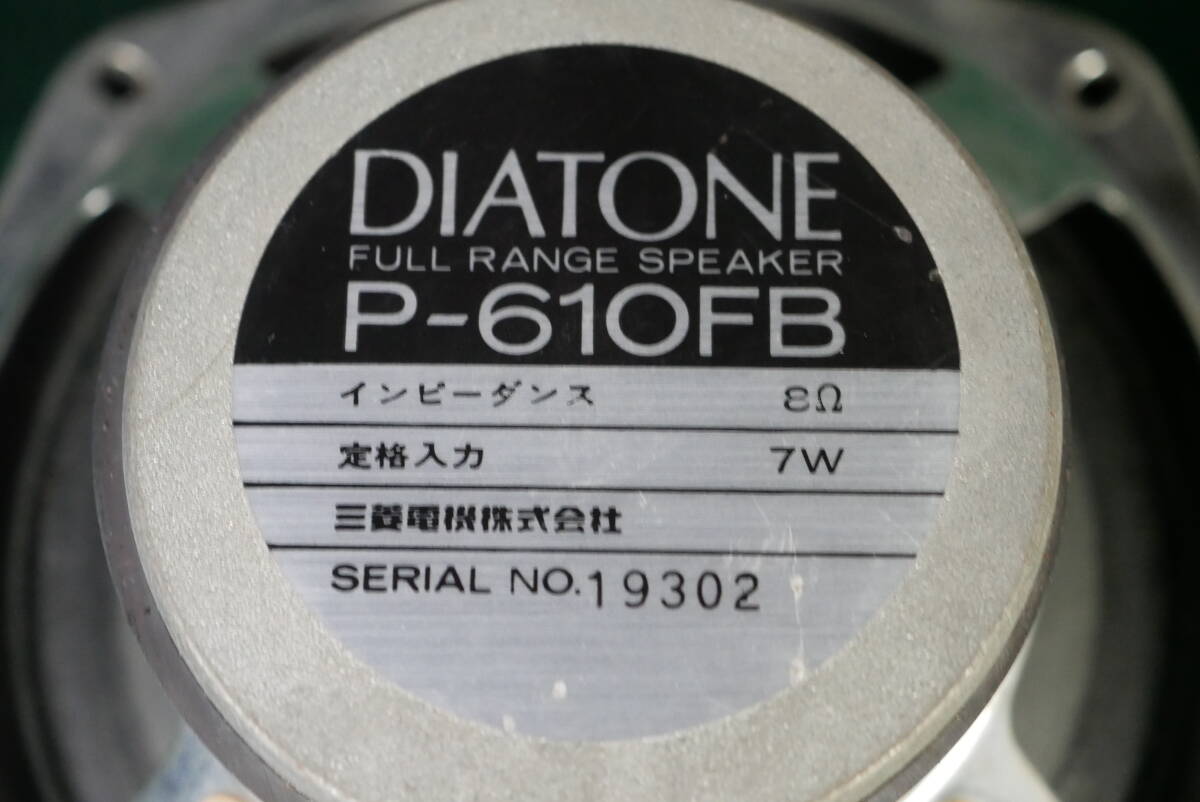 DIATONE
FULL RANGE SPEAKER
P-610FB
インピーダンス 8Ω
定格入力 7W
三菱電機株式会社
SERIAL NO. 19302